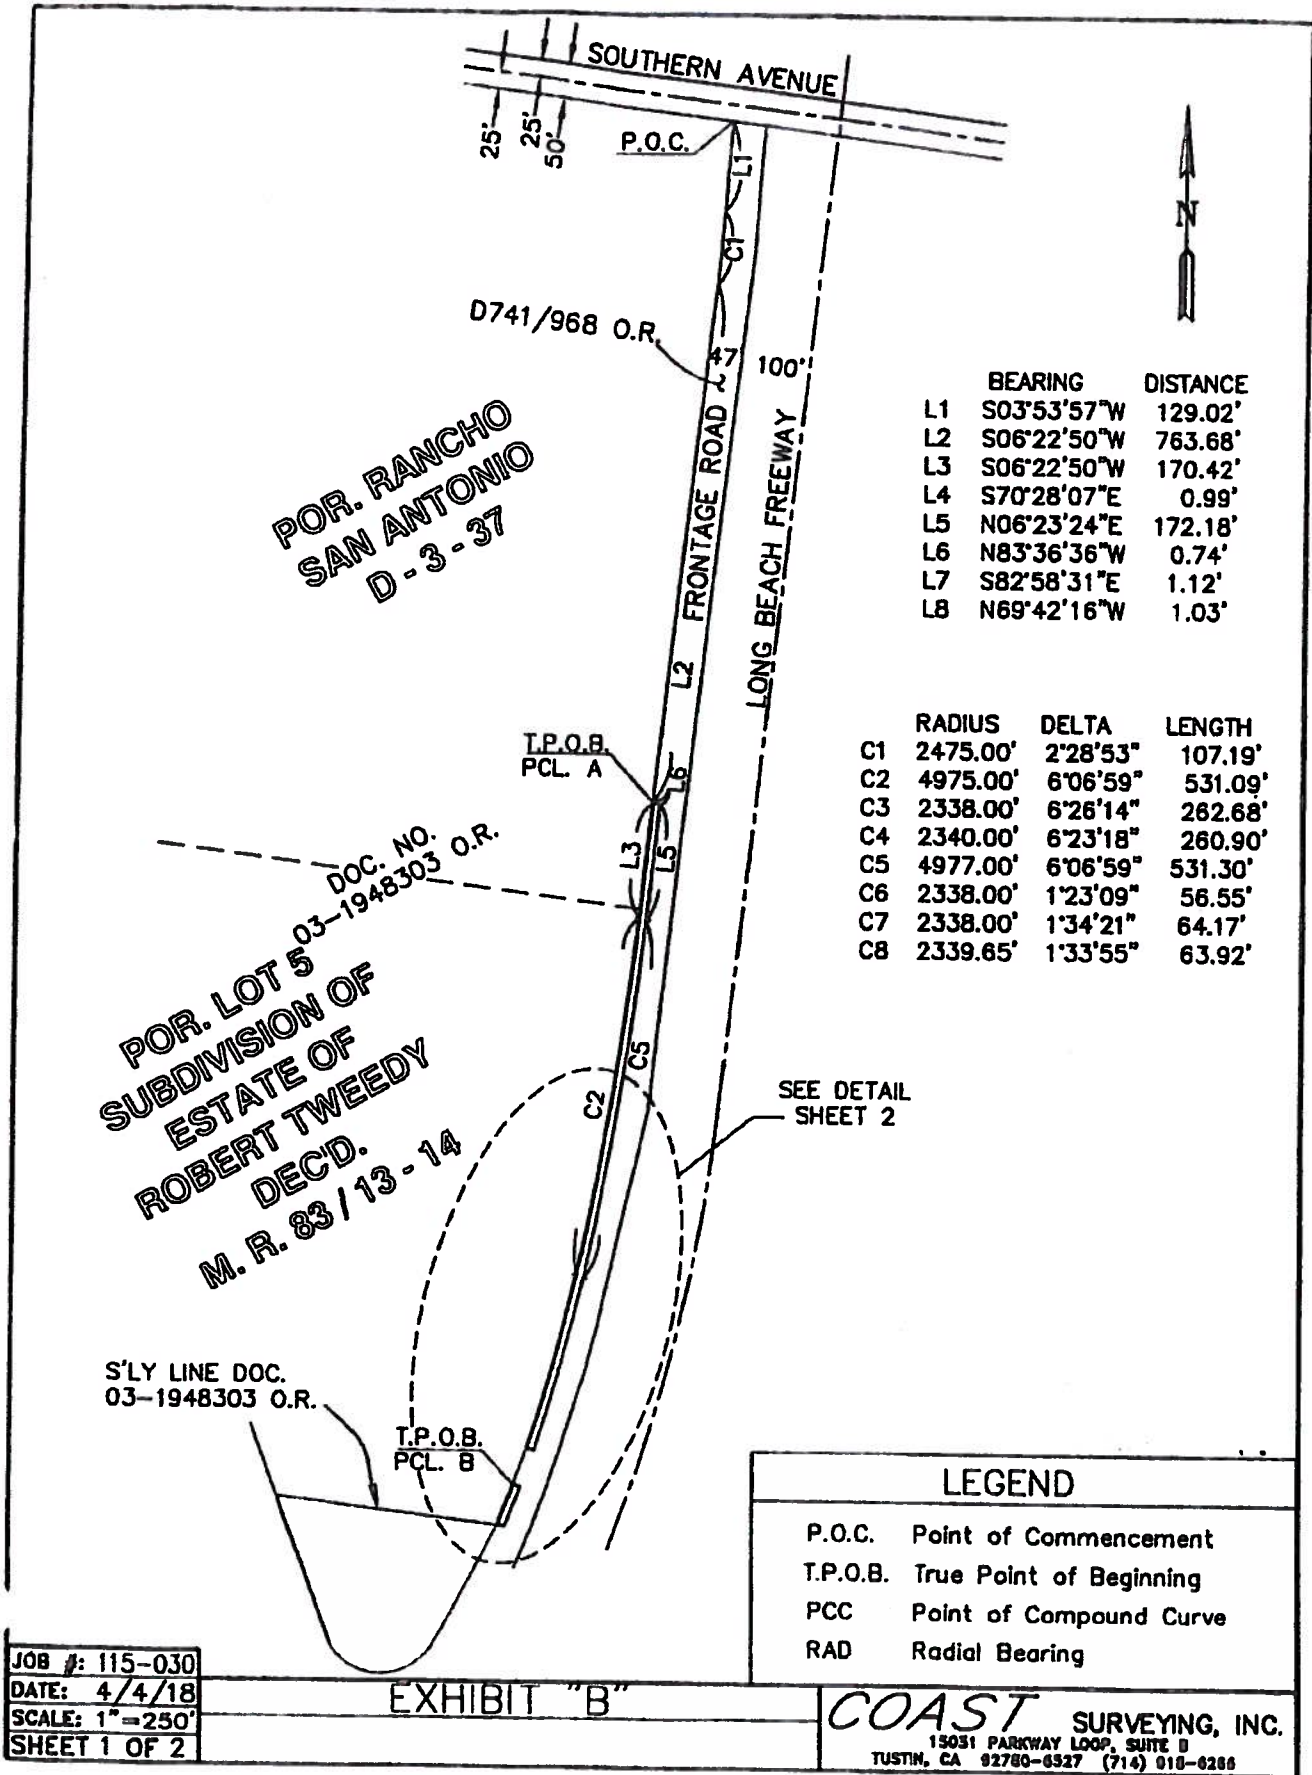 SOUTHERN AVENUE
25'
25'
50'
P.O.C.
L1
C1
N
D741/968 O.R.
47
100'
FRONTAGE ROAD
LONG BEACH FREEWAY
L2
POR. RANCHO
SAN ANTONIO
D - 3 - 37
BEARING DISTANCE
L1 S03°53'57"W 129.02'
L2 S06°22'50"W 763.68'
L3 S06°22'50"W 170.42'
L4 S70°28'07"E 0.99'
L5 N06°23'24"E 172.18'
L6 N83°36'36"W 0.74'
L7 S82°58'31"E 1.12'
L8 N69°42'16"W 1.03'
RADIUS DELTA LENGTH
C1 2475.00' 2°28'53" 107.19'
C2 4975.00' 6°06'59" 531.09'
C3 2338.00' 6°26'14" 262.68'
C4 2340.00' 6°23'18" 260.90'
C5 4977.00' 6°06'59" 531.30'
C6 2338.00' 1°23'09" 56.55'
C7 2338.00' 1°34'21" 64.17'
C8 2339.65' 1°33'55" 63.92'
T.P.O.B.
PCL. A
L6
L3
L5
DOC. NO.
03-1948303 O.R.
POR. LOT 5
SUBDIVISION OF
ESTATE OF
ROBERT TWEEDY
DEC'D.
M. R. 83 / 13 - 14
C5
C2
SEE DETAIL
SHEET 2
S'LY LINE DOC.
03-1948303 O.R.
T.P.O.B.
PCL. B
LEGEND
P.O.C. Point of Commencement
T.P.O.B. True Point of Beginning
PCC Point of Compound Curve
RAD Radial Bearing
JOB #: 115-030
DATE: 4/4/18
SCALE: 1"=250'
SHEET 1 OF 2
EXHIBIT "B"
COAST SURVEYING, INC.
15031 PARKWAY LOOP, SUITE B
TUSTIN, CA 92780-6527 (714) 918-6266